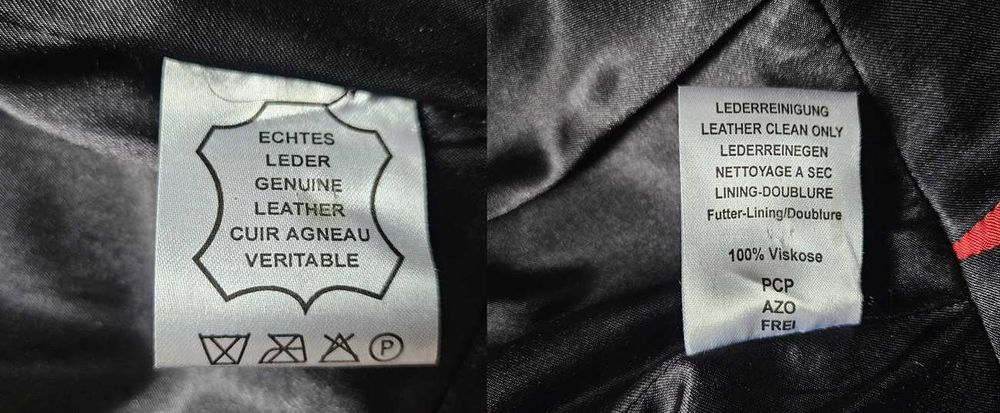 ECHTES
LEDER
GENUINE
LEATHER
CUIR AGNEAU
VERITABLE
P
LEDERREINIGUNG
LEATHER CLEAN ONLY
LEDERREINEGEN
NETTOYAGE A SEC
LINING-DOUBLURE
Futter-Lining/Doublure
100% Viskose
PCP
AZO
FREI